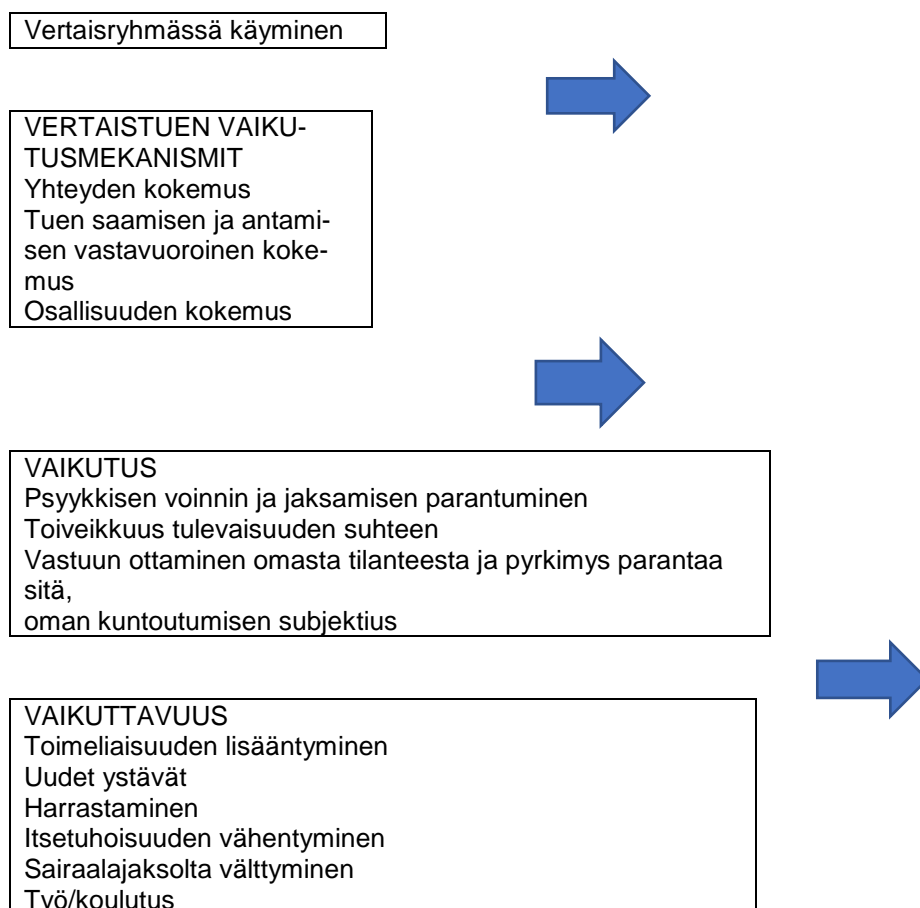 Vertaisryhmässä käyminen
VERTAISTUEN VAIKU-
TUSMEKANISMIT
Yhteyden kokemus
Tuen saamisen ja antami-
sen vastavuoroinen koke-
mus
Osallisuuden kokemus
VAIKUTUS
Psyykkisen voinnin ja jaksamisen parantuminen
Toiveikkuus tulevaisuuden suhteen
Vastuun ottaminen omasta tilanteesta ja pyrkimys parantaa
sitä,
oman kuntoutumisen subjektius
VAIKUTTAVUUS
Toimeliaisuuden lisääntyminen
Uudet ystävät
Harrastaminen
Itsetuhoisuuden vähentyminen
Sairaalajaksolta välttyminen
Työ/koulutus